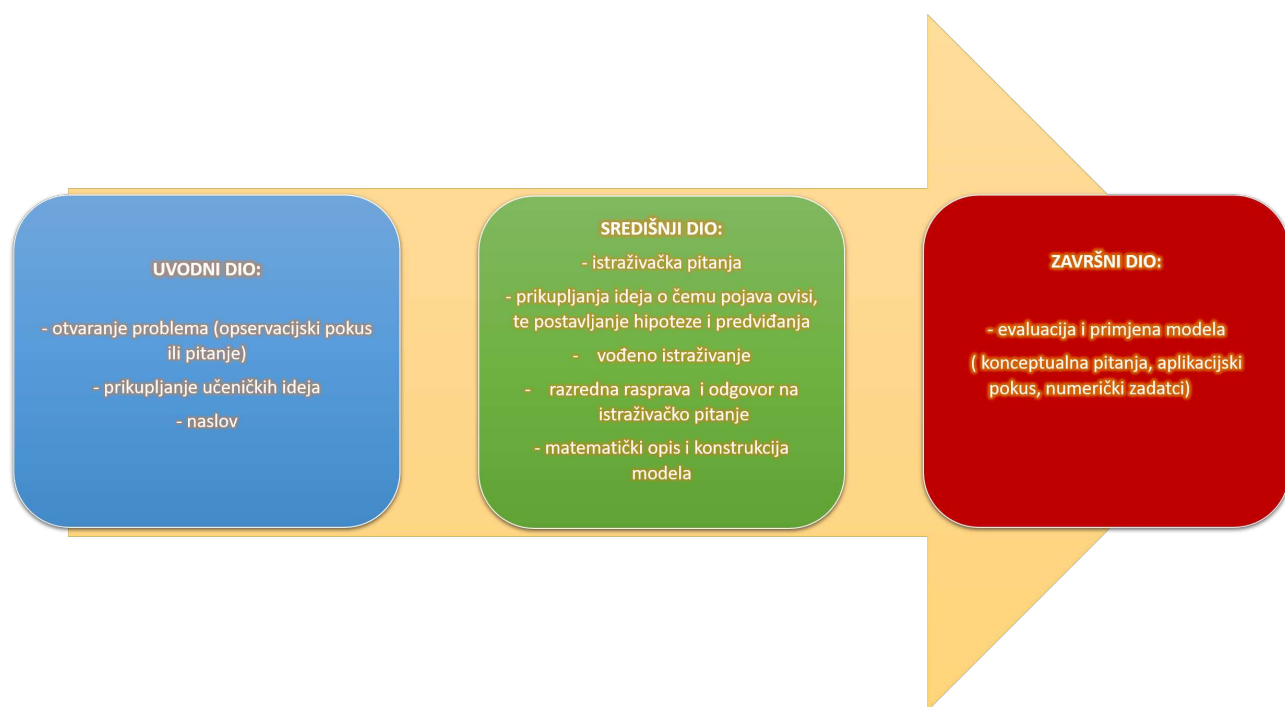 UVODNI DIO:
- otvaranje problema (opservacijski pokus
ili pitanje)
- prikupljanje učeničkih ideja
- naslov
SREDIŠNJI DIO:
- istraživačka pitanja
- prikupljanja ideja o čemu pojava ovisi,
te postavljanje hipoteze i predviđanja
- vođeno istraživanje
- razredna rasprava i odgovor na
istraživačko pitanje
- matematički opis i konstrukcija
modela
ZAVRŠNI DIO:
- evaluacija i primjena modela
( konceptualna pitanja, aplikacijski
pokus, numerički zadatci)